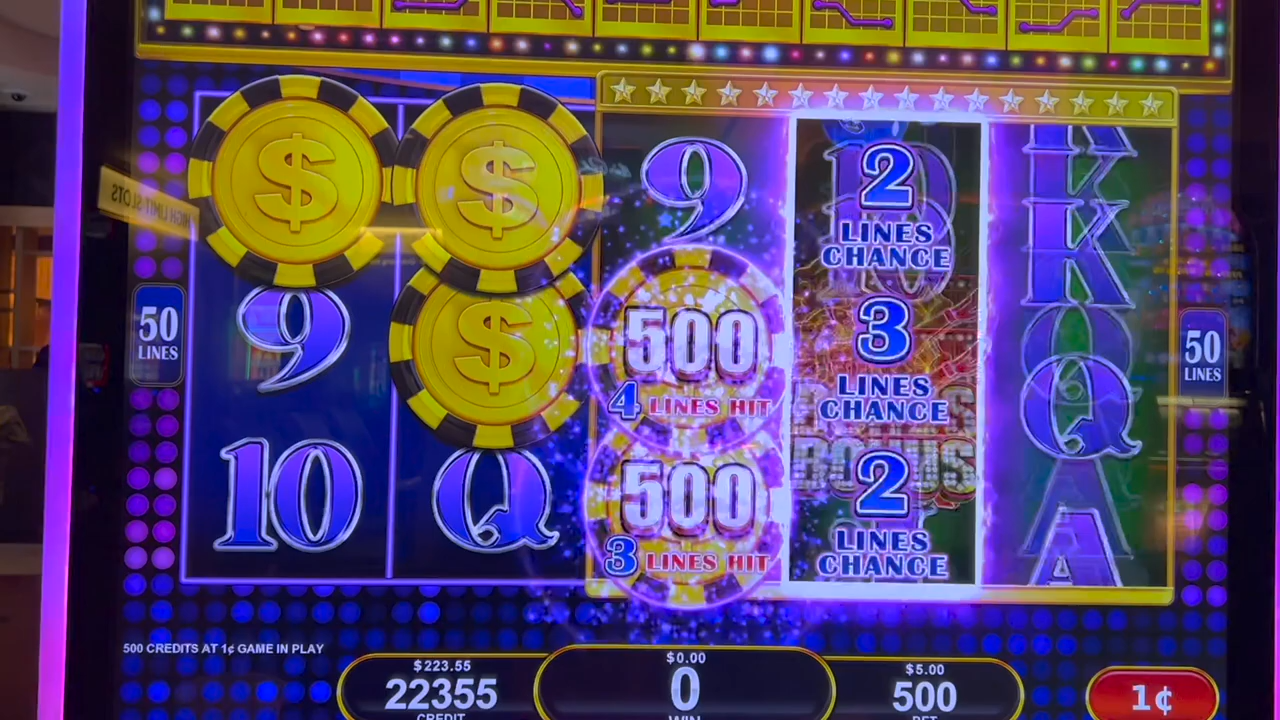 HIGH LIMIT SLOTS
$
$
9
10
2
LINES
CHANCE
K
K
50
LINES
9
$
500
4 LINES HIT
3
LINES
CHANCE
Q
50
LINES
10
Q
500
3 LINES HIT
BONUS
2
LINES
CHANCE
A
500 CREDITS AT 1¢ GAME IN PLAY
$223.55
22355
CREDIT
$0.00
0
WIN
$5.00
500
BET
1¢